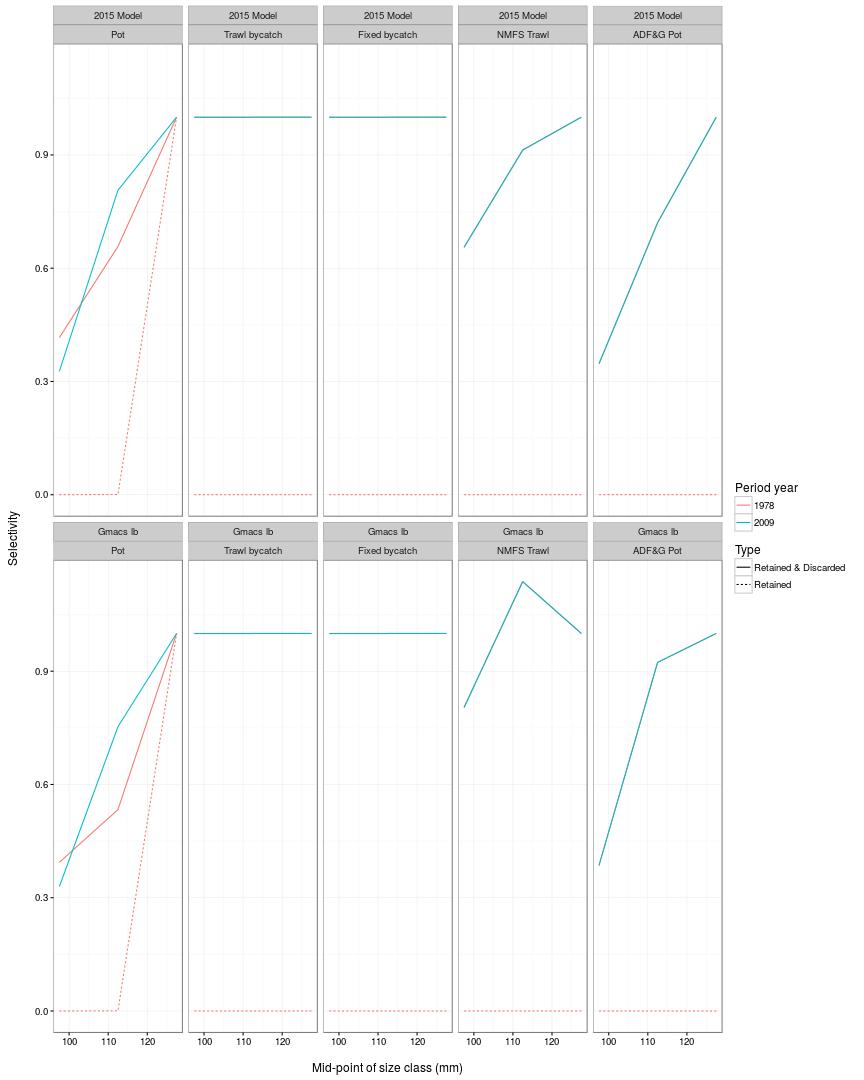 2015 Model 2015 Model 2015 Model 2015 Model 2015 Model
Pot Trawl bycatch Fixed bycatch NMFS Trawl ADF&G Pot
0.9
0.6
0.3
0.0
Selectivity
Gmacs lb Gmacs lb Gmacs lb Gmacs lb Gmacs lb
Pot Trawl bycatch Fixed bycatch NMFS Trawl ADF&G Pot
0.9
0.6
0.3
0.0
100 110 120 100 110 120 100 110 120 100 110 120 100 110 120
Mid-point of size class (mm)
Period year
1978
2009
Type
Retained & Discarded
Retained